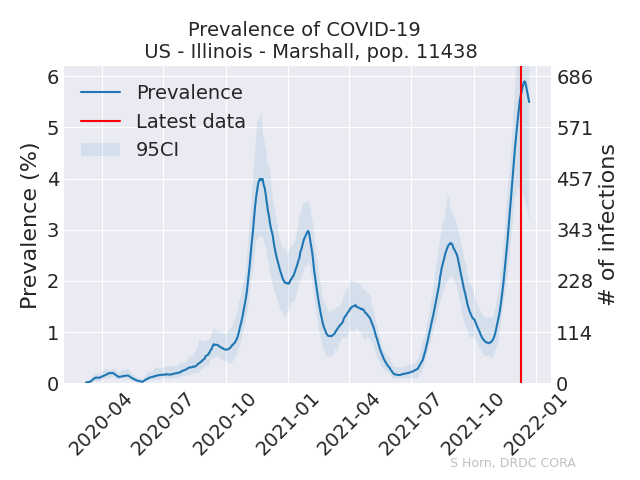 Prevalence of COVID-19
US - Illinois - Marshall, pop. 11438
Prevalence
Latest data
95CI
Prevalence (%)
6
5
4
3
2
1
0
686
571
457
343
228
114
0
# of infections
2020-04
2020-07
2020-10
2021-01
2021-04
2021-07
2021-10
2022-01
S Horn, DRDC CORA